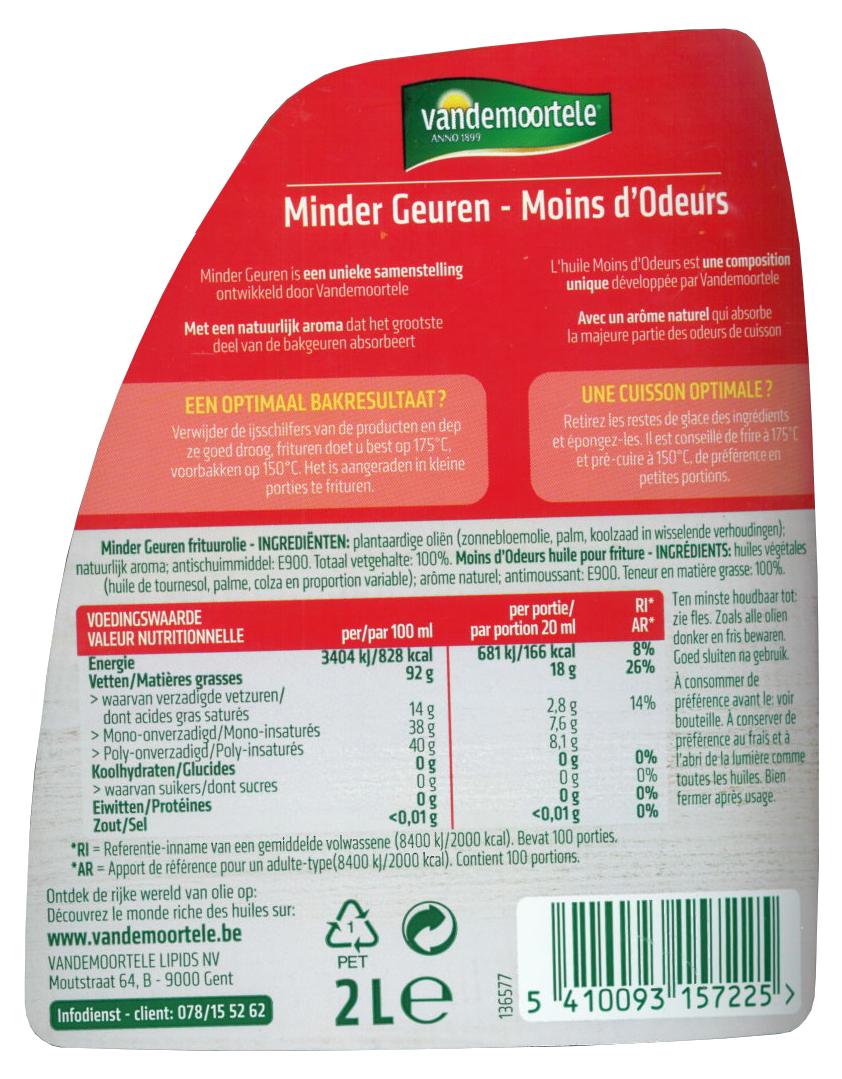 vandemoortele
ANNO 1899
Minder Geuren - Moins d'Odeurs
Minder Geuren is een unieke samenstelling
ontwikkeld door Vandemoortele
Met een natuurlijk aroma dat het grootste
deel van de bakgeuren absorbeert
L'huile Moins d'Odeurs est une composition
unique développée par Vandemoortele
Avec un arôme naturel qui absorbe
la majeure partie des odeurs de cuisson
EEN OPTIMAAL BAKRESULTAAT?
Verwijder de ijsschilfers van de producten en dep
ze goed droog, frituren doet u best op 175°C,
voorbakken op 150°C. Het is aangeraden in kleine
porties te frituren.
UNE CUISSON OPTIMALE?
Retirez les restes de glace des ingrédients
et épongez-les. Il est conseillé de frire à 175°C
et pré-cuire à 150°C, de préférence en
petites portions.
Minder Geuren frituurolie - INGREDIËNTEN: plantaardige oliën (zonnebloemolie, palm, koolzaad in wisselende verhoudingen);
natuurlijk aroma; antischuimmiddel: E900. Totaal vetgehalte: 100%. Moins d'Odeurs huile pour friture - INGRÉDIENTS: huiles végétales
(huile de tournesol, palme, colza en proportion variable); arôme naturel; antimoussant: E900. Teneur en matière grasse: 100%.
VOEDINGSWAARDE
VALEUR NUTRITIONNELLE per/par 100 ml per portie/ par portion 20 ml RI* AR*
Energie 3404 kJ/828 kcal 681 kJ/166 kcal 8%
Vetten/Matières grasses 92 g 18 g 26%
> waarvan verzadigde vetzuren/
dont acides gras saturés 14 g 2,8 g 14%
> Mono-onverzadigd/Mono-insaturés 38 g 7,6 g
> Poly-onverzadigd/Poly-insaturés 40 g 8,1 g
Koolhydraten/Glucides 0 g 0 g 0%
> waarvan suikers/dont sucres 0 g 0 g 0%
Eiwitten/Protéines 0 g 0 g 0%
Zout/Sel <0,01 g <0,01 g 0%
Ten minste houdbaar tot:
zie fles. Zoals alle olien
donker en fris bewaren.
Goed sluiten na gebruik.
À consommer de
préférence avant le: voir
bouteille. À conserver de
préférence au frais et à
l'abri de la lumière comme
toutes les huiles. Bien
fermer après usage.
*RI = Referentie-inname van een gemiddelde volwassene (8400 kJ/2000 kcal). Bevat 100 porties.
*AR = Apport de référence pour un adulte-type(8400 kJ/2000 kcal). Contient 100 portions.
Ontdek de rijke wereld van olie op:
Découvrez le monde riche des huiles sur:
www.vandemoortele.be
VANDEMOORTELE LIPIDS NV
Moutstraat 64, B - 9000 Gent
Infodienst - client: 078/15 52 62
1
PET
2 L e
136577
5 410093 157225 >